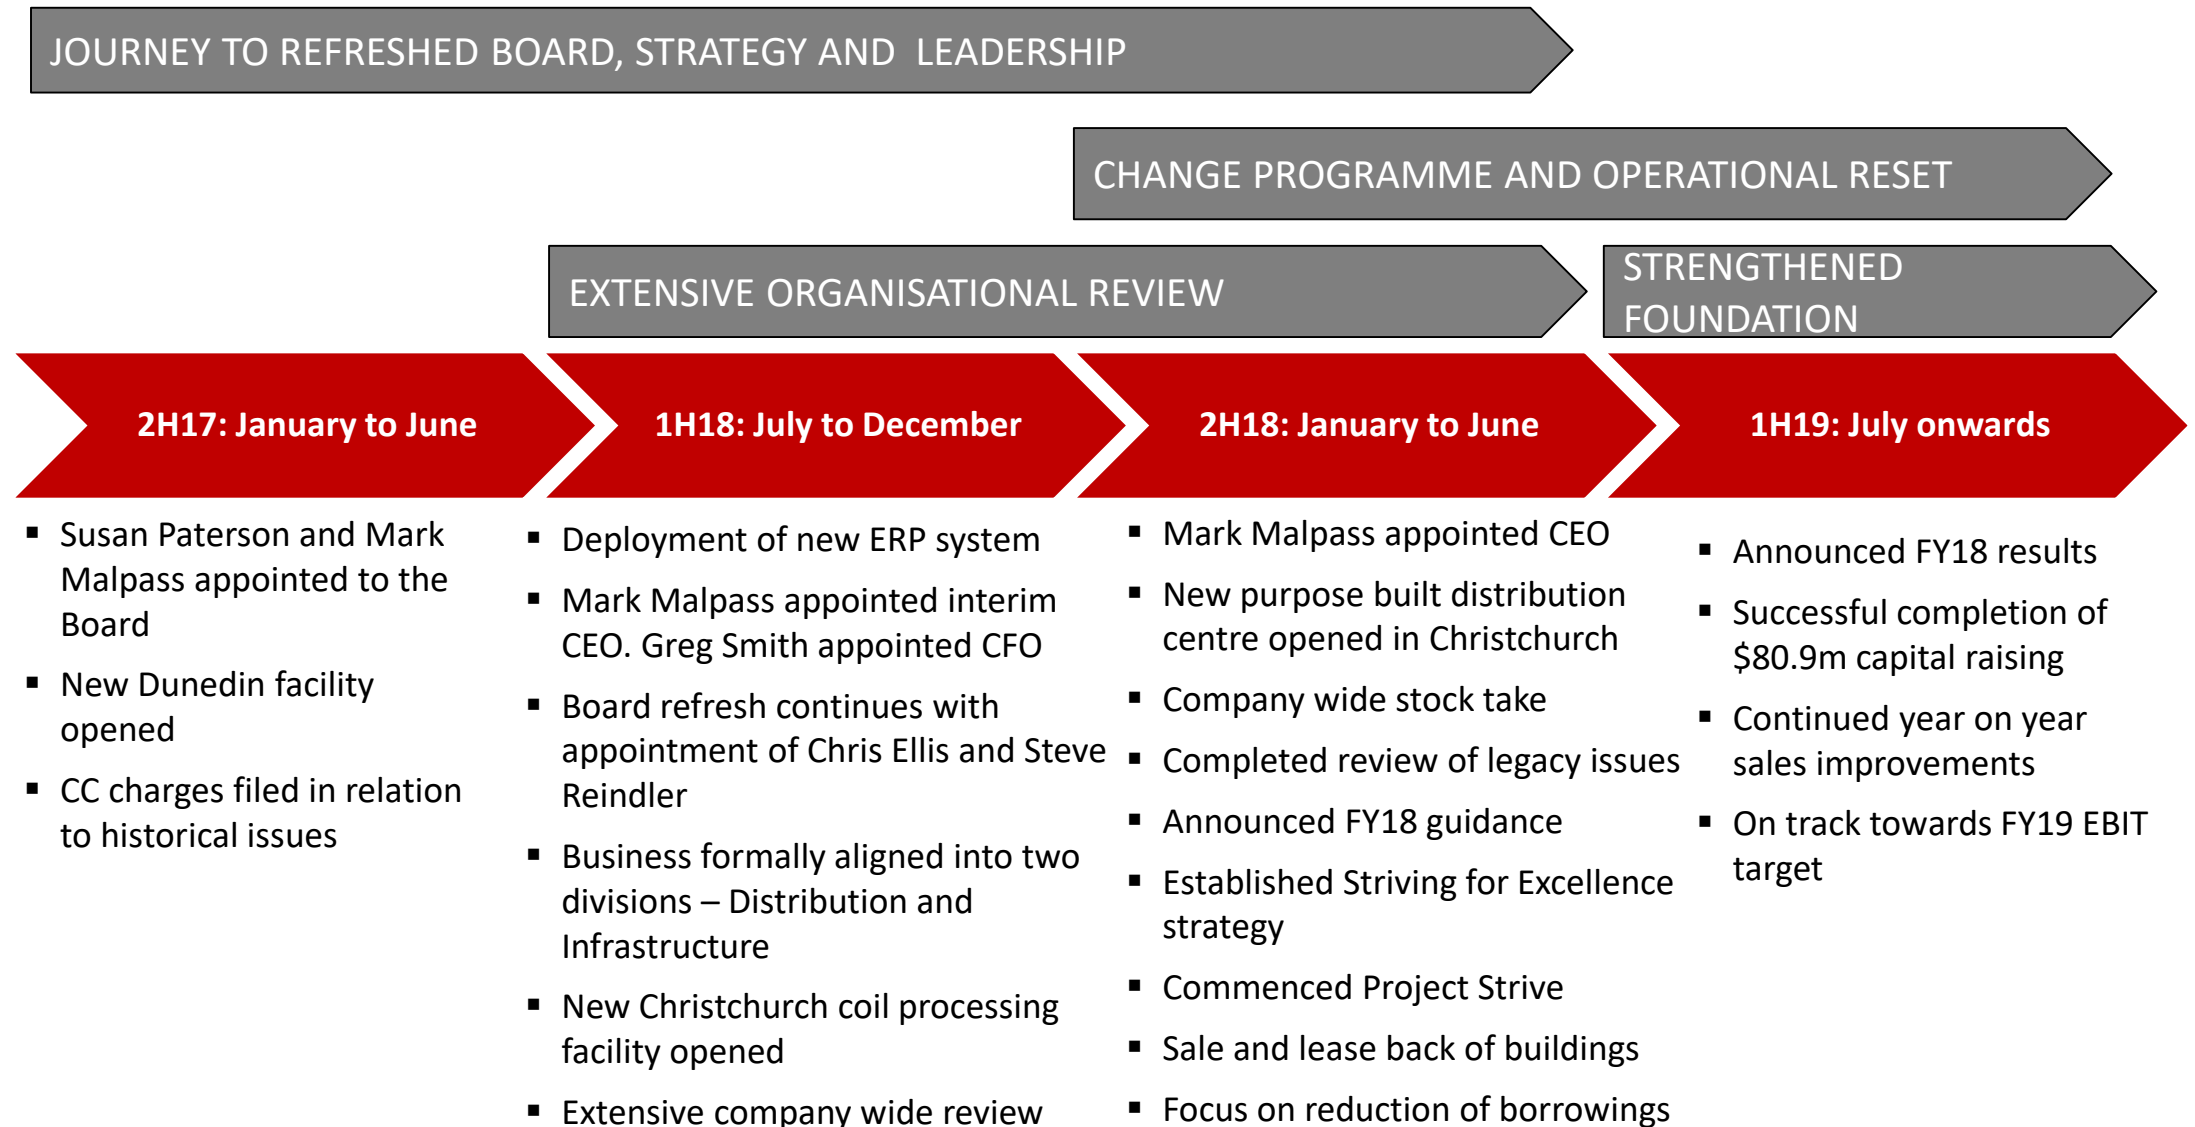 JOURNEY TO REFRESHED BOARD, STRATEGY AND LEADERSHIP
CHANGE PROGRAMME AND OPERATIONAL RESET
EXTENSIVE ORGANISATIONAL REVIEW
STRENGTHENED
FOUNDATION
2H17: January to June
1H18: July to December
2H18: January to June
1H19: July onwards
▪ Susan Paterson and Mark
Malpass appointed to the
Board
▪ New Dunedin facility
opened
▪ CC charges filed in relation
to historical issues
▪ Deployment of new ERP system
▪ Mark Malpass appointed interim
CEO. Greg Smith appointed CFO
▪ Board refresh continues with
appointment of Chris Ellis and Steve
Reindler
▪ Business formally aligned into two
divisions – Distribution and
Infrastructure
▪ New Christchurch coil processing
facility opened
▪ Extensive company wide review
▪ Mark Malpass appointed CEO
▪ New purpose built distribution
centre opened in Christchurch
▪ Company wide stock take
▪ Completed review of legacy issues
▪ Announced FY18 guidance
▪ Established Striving for Excellence
strategy
▪ Commenced Project Strive
▪ Sale and lease back of buildings
▪ Focus on reduction of borrowings
▪ Announced FY18 results
▪ Successful completion of
$80.9m capital raising
▪ Continued year on year
sales improvements
▪ On track towards FY19 EBIT
target